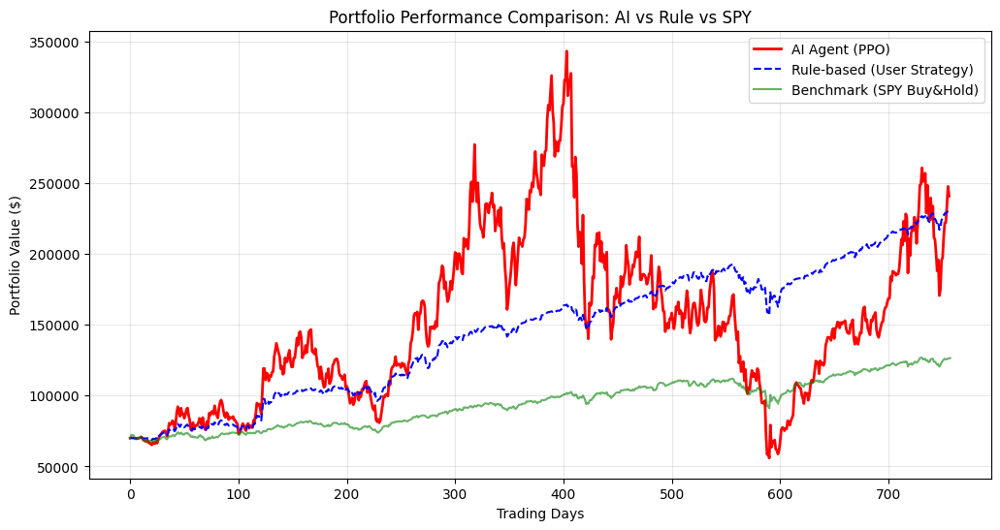 Portfolio Performance Comparison: AI vs Rule vs SPY
AI Agent (PPO)
Rule-based (User Strategy)
Benchmark (SPY Buy&Hold)
Portfolio Value ($)
350000
300000
250000
200000
150000
100000
50000
0
100
200
300
400
500
600
700
Trading Days